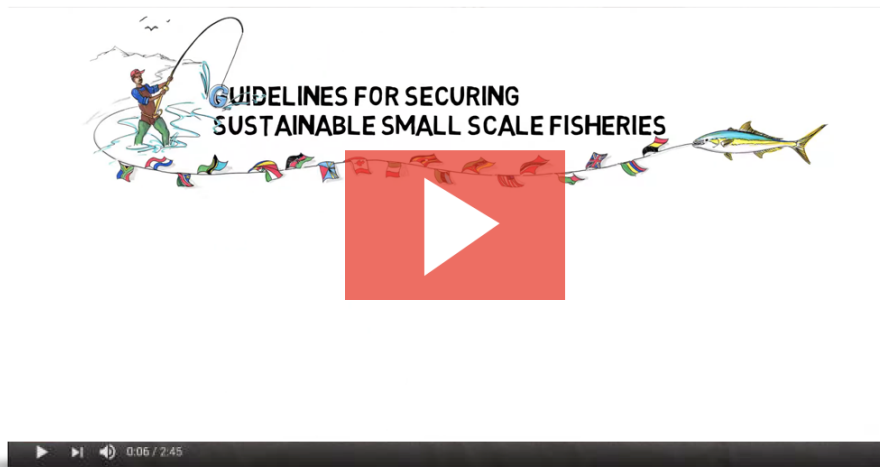 GUIDELINES FOR SECURING
SUSTAINABLE SMALL SCALE FISHERIES
0:06 / 2:45